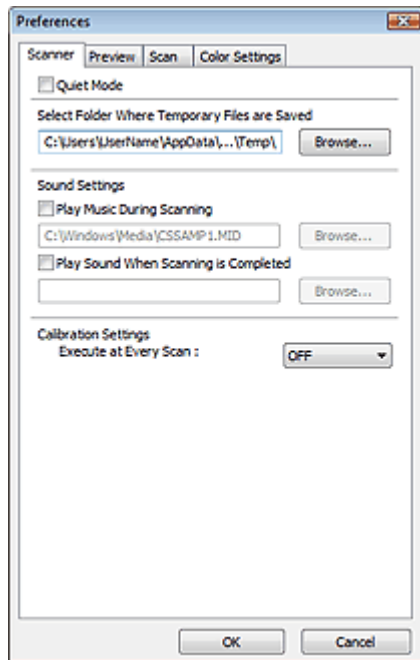 Preferences
Scanner Preview Scan Color Settings
Quiet Mode
Select Folder Where Temporary Files are Saved
C:\Users\UserName\AppData\,...\Temp\, Browse...
Sound Settings
Play Music During Scanning
C:\Windows\Media\CSSAMP1.MID Browse...
Play Sound When Scanning is Completed
Browse...
Calibration Settings
Execute at Every Scan : OFF
OK Cancel